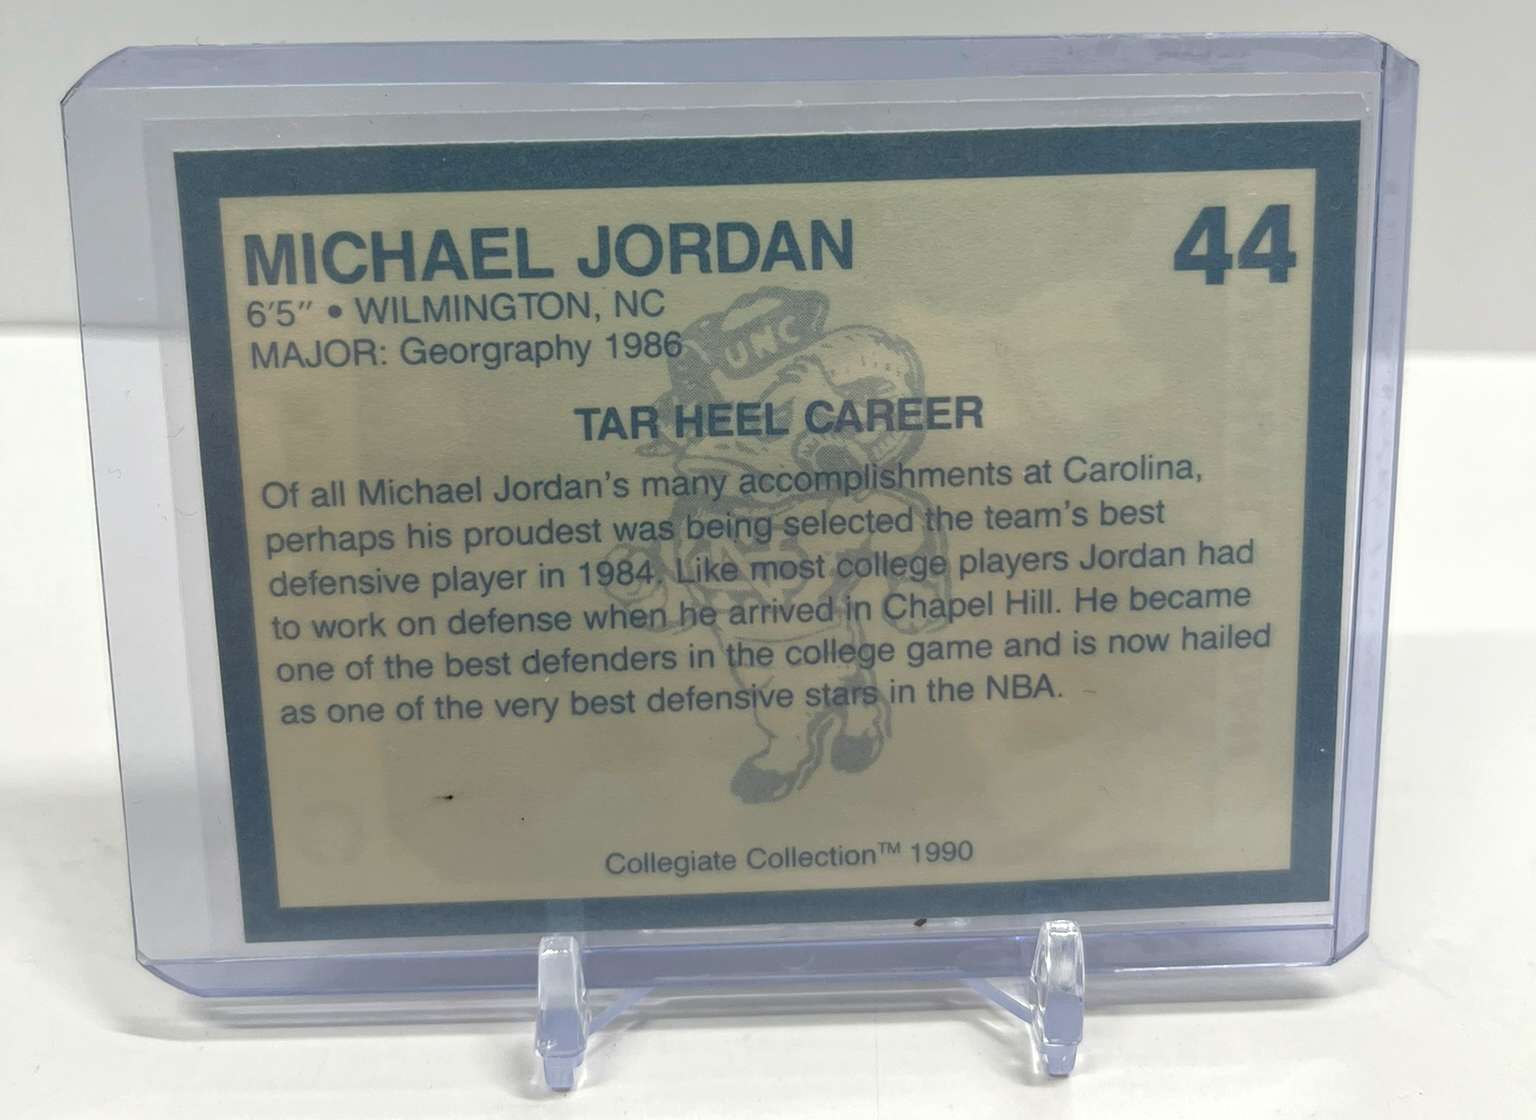 MICHAEL JORDAN
44
6'5" • WILMINGTON, NC
MAJOR: Georgraphy 1986
UNC
TAR HEEL CAREER
Of all Michael Jordan's many accomplishments at Carolina,
perhaps his proudest was being selected the team's best
defensive player in 1984. Like most college players Jordan had
to work on defense when he arrived in Chapel Hill. He became
one of the best defenders in the college game and is now hailed
as one of the very best defensive stars in the NBA.
Collegiate Collection™ 1990